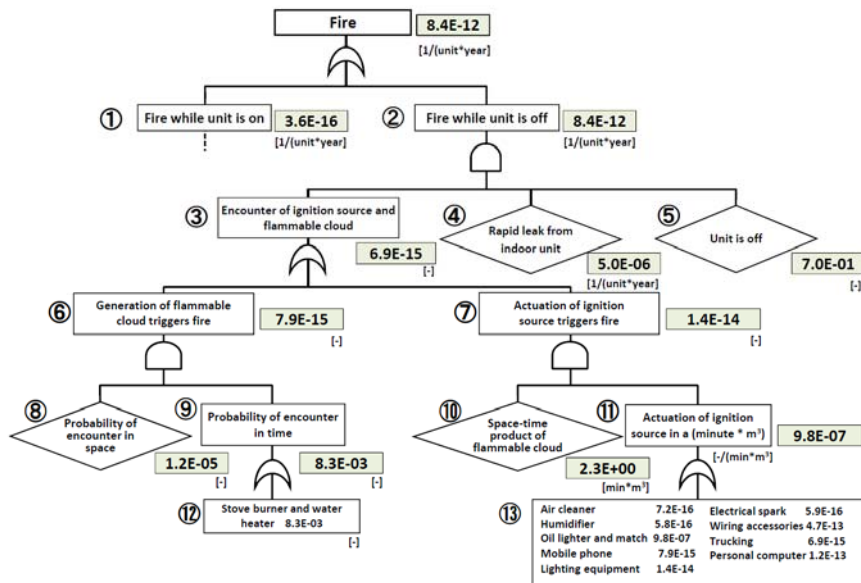 Fire
8.4E-12
[1/(unit*year]
① Fire while unit is on 3.6E-16
[1/(unit*year]
② Fire while unit is off 8.4E-12
[1/(unit*year]
③ Encounter of ignition source and
flammable cloud
6.9E-15
[-]
④ Rapid leak from
indoor unit
5.0E-06
[1/(unit*year]
⑤ Unit is off
7.0E-01
[-]
⑥ Generation of flammable
cloud triggers fire
7.9E-15
[-]
⑦ Actuation of ignition
source triggers fire
1.4E-14
[-]
⑧ Probability of
encounter in
space
1.2E-05
[-]
⑨ Probability of encounter
in time
8.3E-03
[-]
⑩ Space-time
product of
flammable cloud
2.3E+00
[min*m³]
⑪ Actuation of ignition
source in a (minute * m³)
9.8E-07
[-/(min*m³]
⑫ Stove burner and water
heater 8.3E-03
[-]
⑬
Air cleaner 7.2E-16
Humidifier 5.8E-16
Oil lighter and match 9.8E-07
Mobile phone 7.9E-15
Lighting equipment 1.4E-14
Electrical spark 5.9E-16
Wiring accessories 4.7E-13
Trucking 6.9E-15
Personal computer 1.2E-13